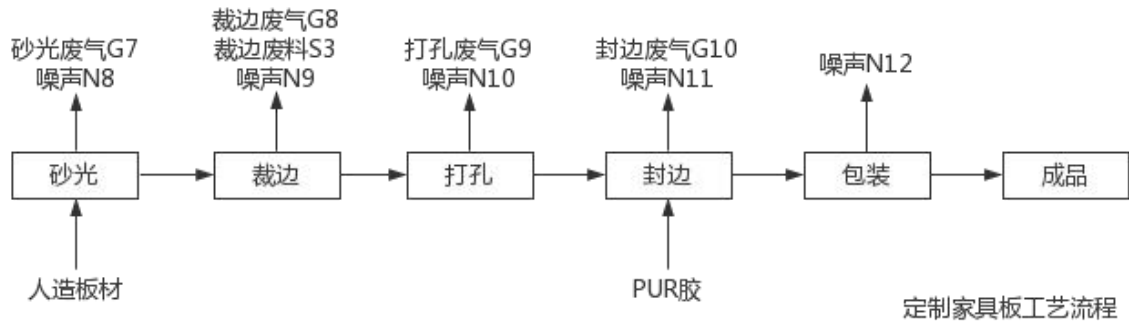 砂光废气G7
噪声N8
裁边废气G8
裁边废料S3
噪声N9
打孔废气G9
噪声N10
封边废气G10
噪声N11
噪声N12
砂光
裁边
打孔
封边
包装
成品
人造板材
PUR胶
定制家具板工艺流程